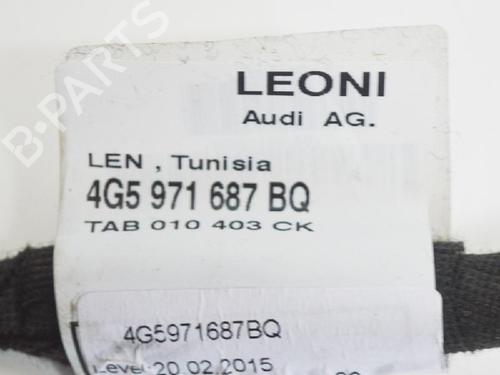 LEONI
Audi AG.
LEN , Tunisia
4G5 971 687 BQ
TAB 010 403 CK
4G5971687BQ
Level:20.02.2015
B-PARTS